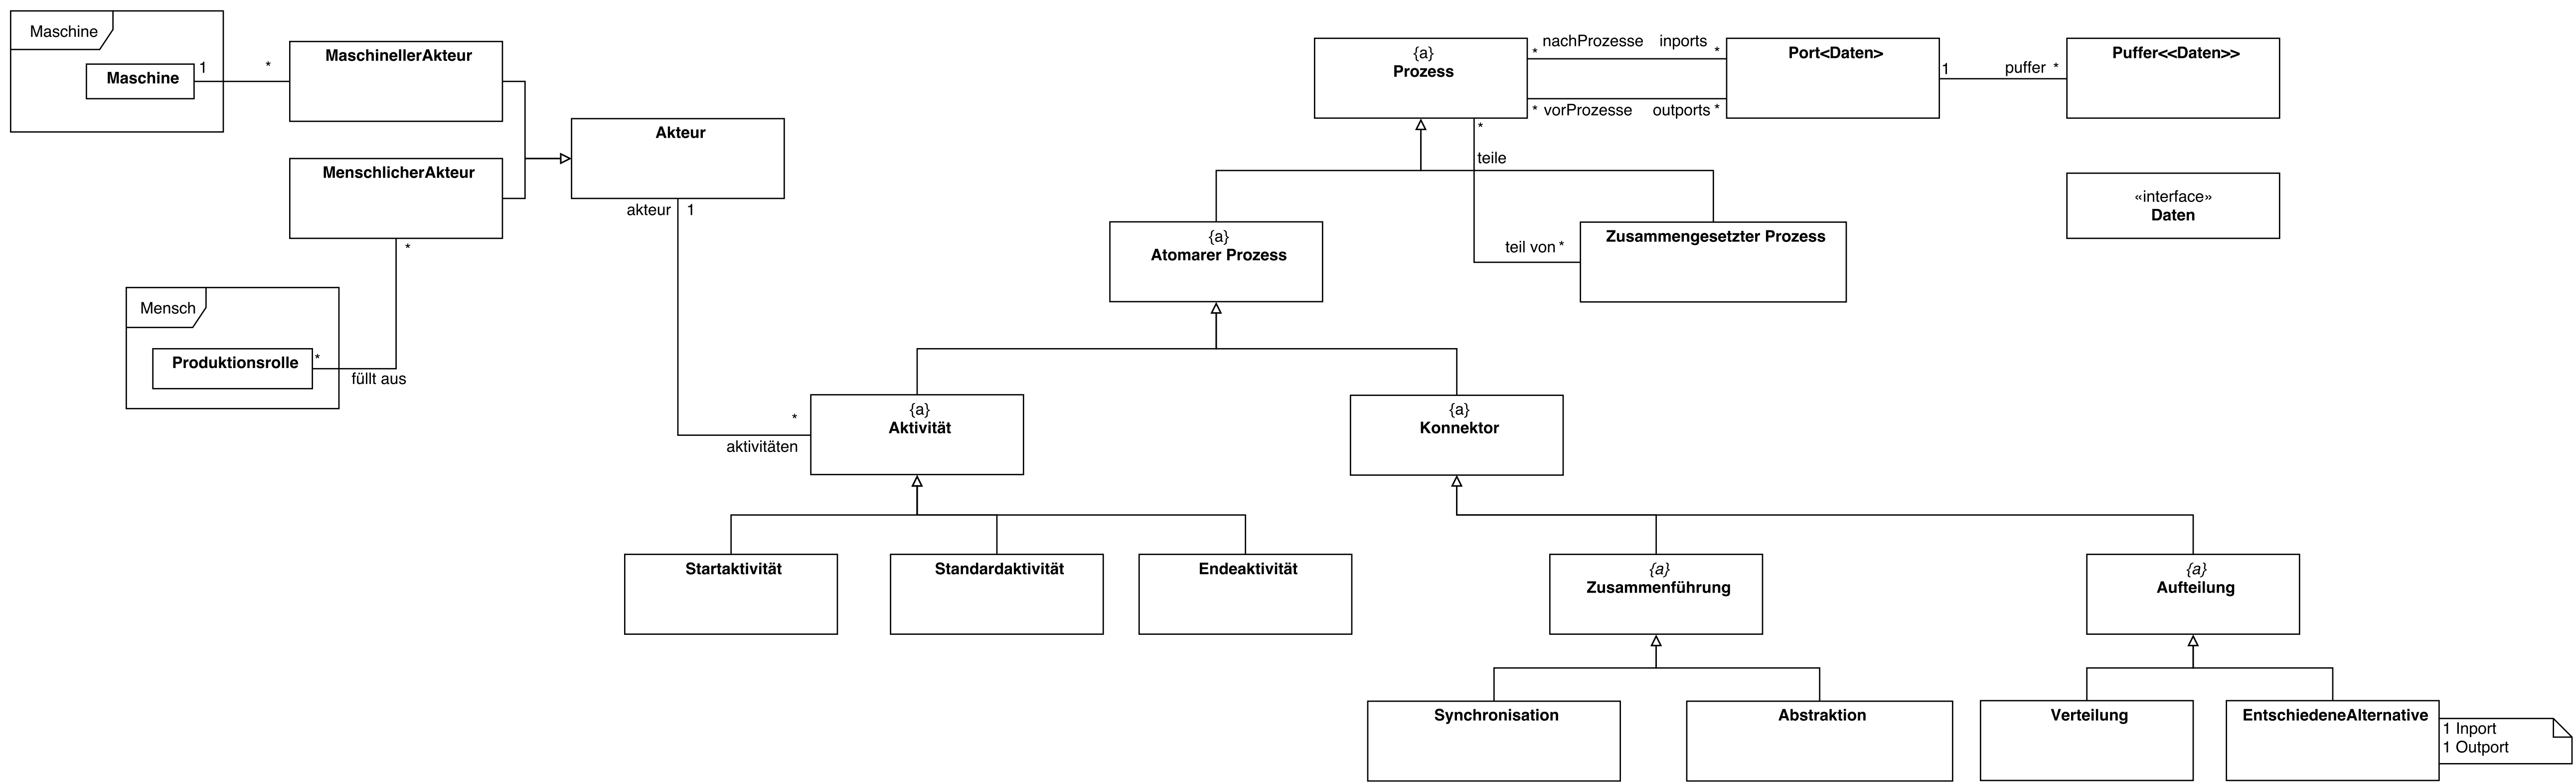 Maschine
Maschine
1
*
MaschinellerAkteur
MenschlicherAkteur
*
Mensch
Produktionsrolle
*
füllt aus
Akteur
akteur
1
*
aktivitäten
{a}
Prozess
*
nachProzesse
inports
*
*
vorProzesse
outports
*
Port<Daten>
1
puffer
*
Puffer<<Daten>>
«interface»
Daten
*
teile
teil von
*
{a}
Atomarer Prozess
Zusammengesetzter Prozess
{a}
Aktivität
{a}
Konnektor
Startaktivität
Standardaktivität
Endeaktivität
{a}
Zusammenführung
{a}
Aufteilung
Synchronisation
Abstraktion
Verteilung
EntschiedeneAlternative
1 Inport
1 Outport